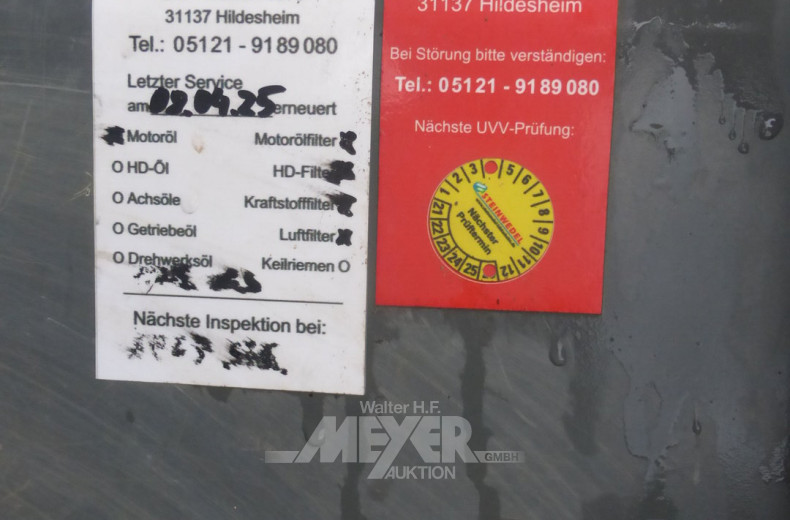 31137 Hildesheim
Tel.: 05121 - 9189080
Letzter Service
am 09.04.25 erneuert
Motoröl Motorölfilter
O HD-Öl HD-Filter
O Achsöle Kraftstofffilter
O Getriebeöl Luftfilter
O Drehwerksöl Keilriemen O
Nächste Inspektion bei:
31137 Hildesheim
Bei Störung bitte verständigen:
Tel.: 05121 - 9189080
Nächste UVV-Prüfung:
1 2 3 5 6 7 8 9 10 11 12
STEINWEDEL
Nächster
Prüftermin
21 22 23 24 25
Walter H.F.
MEYER
GMBH
AUKTION